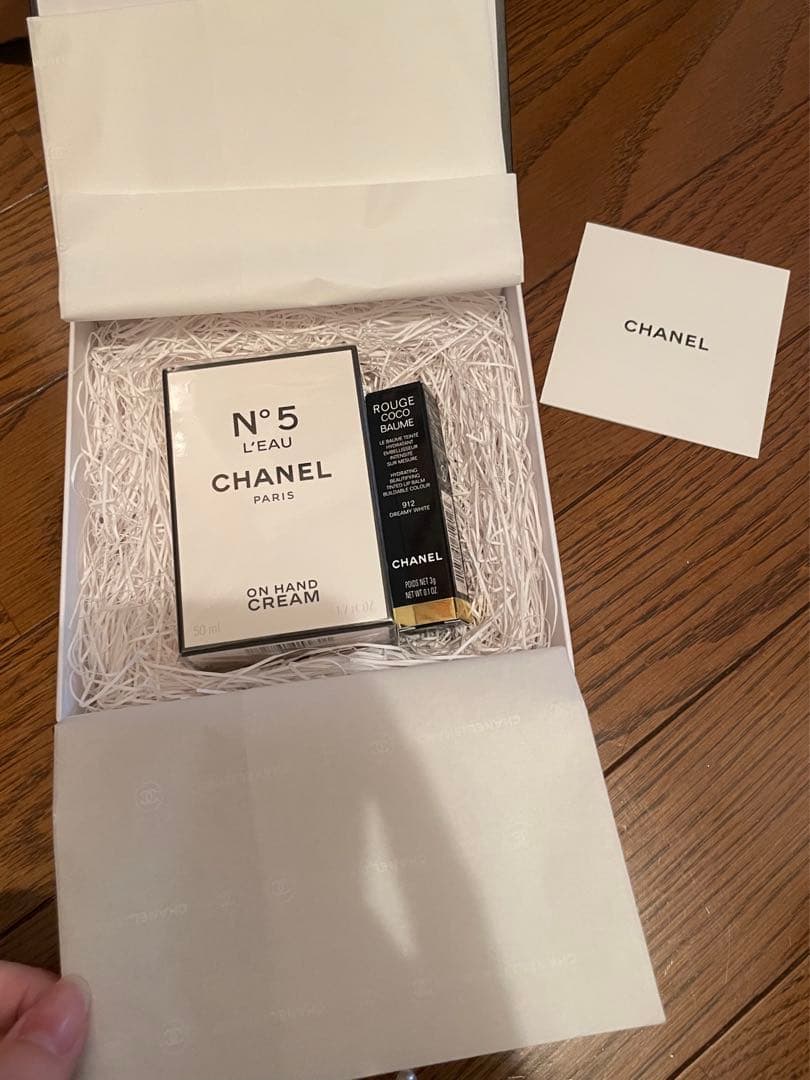 N°5
L'EAU
CHANEL
PARIS
ON HAND
CREAM
50 ml
1.7 FL. OZ.
ROUGE
COCO
BAUME
LE BAUME TEINTÉ
HYDRATANT
EMBELLISSEUR
INTENSITÉ
SUR MESURE
HYDRATING
BEAUTIFYING
TINTED LIP BALM
BUILDABLE COLOUR
912
DREAMY WHITE
CHANEL
POIDS NET 3g
NET WT. 0.1 OZ.
CHANEL
CHANEL
CHANEL